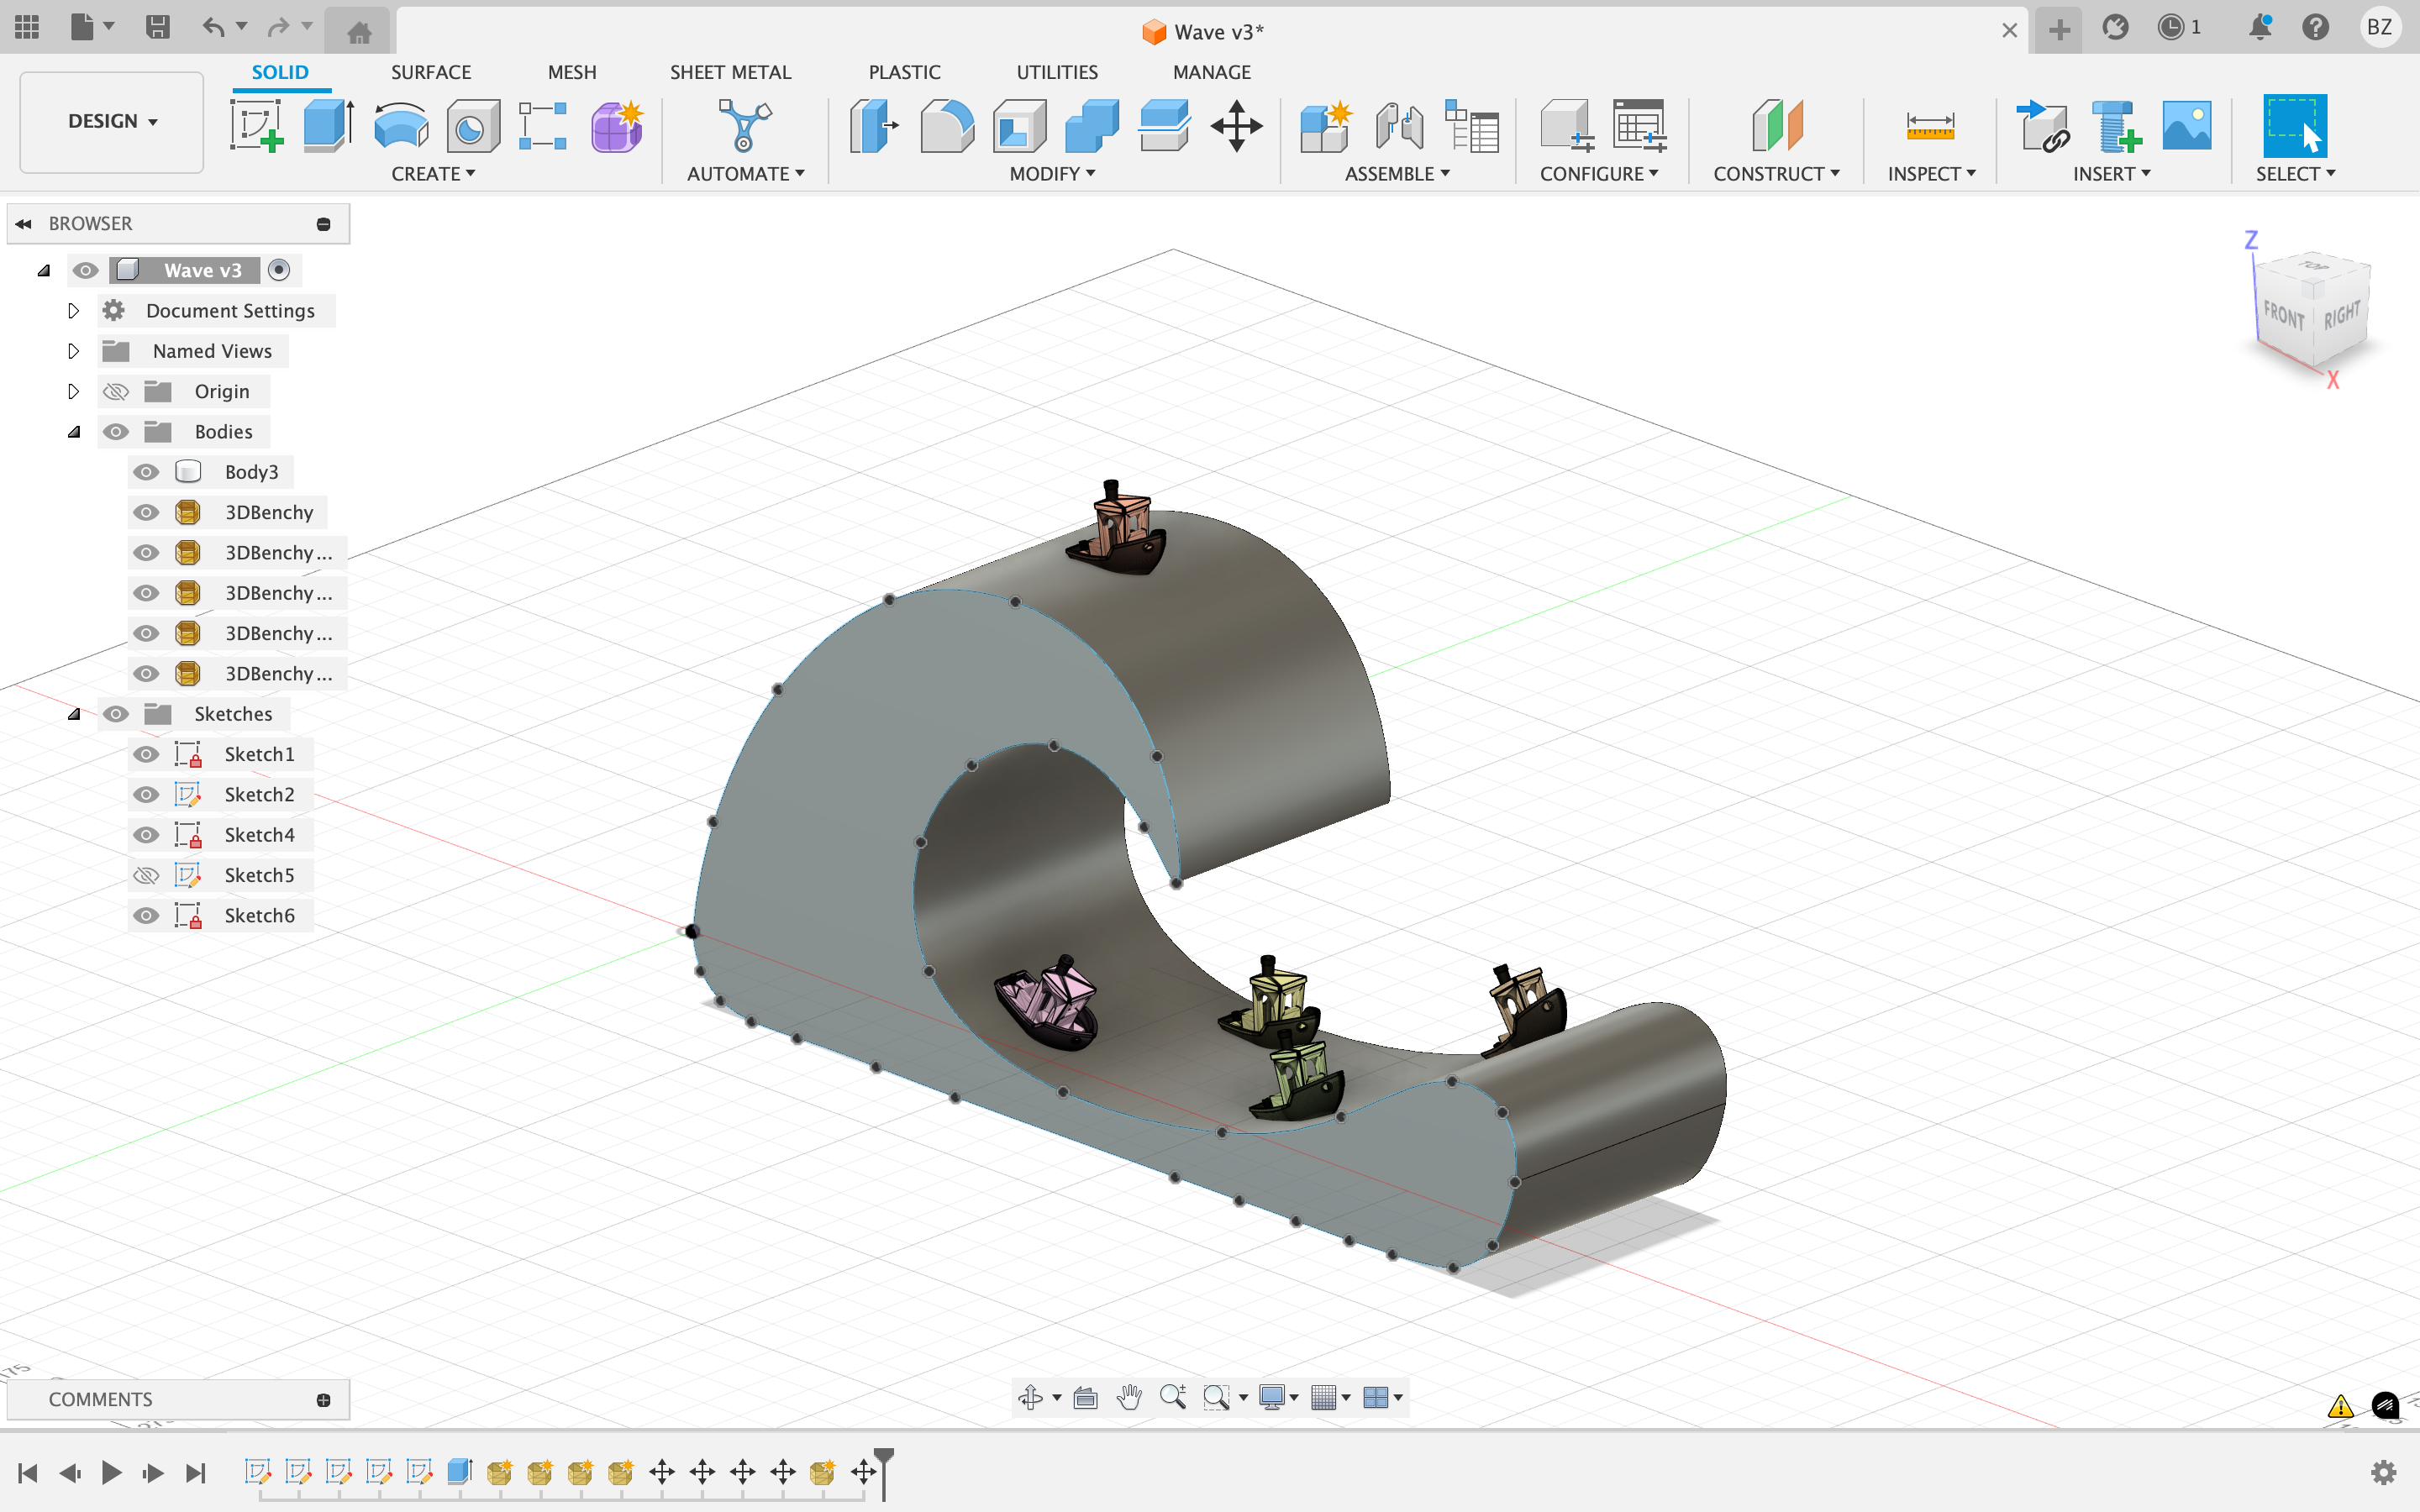 Wave v3*
1
BZ
DESIGN
SOLID
SURFACE
MESH
SHEET METAL
PLASTIC
UTILITIES
MANAGE
CREATE
AUTOMATE
MODIFY
ASSEMBLE
CONFIGURE
CONSTRUCT
INSPECT
INSERT
SELECT
BROWSER
Wave v3
Document Settings
Named Views
Origin
Bodies
Body3
3DBenchy
3DBenchy...
3DBenchy...
3DBenchy...
3DBenchy...
Sketches
Sketch1
Sketch2
Sketch4
Sketch5
Sketch6
Z
TOP
FRONT
RIGHT
X
175
COMMENTS